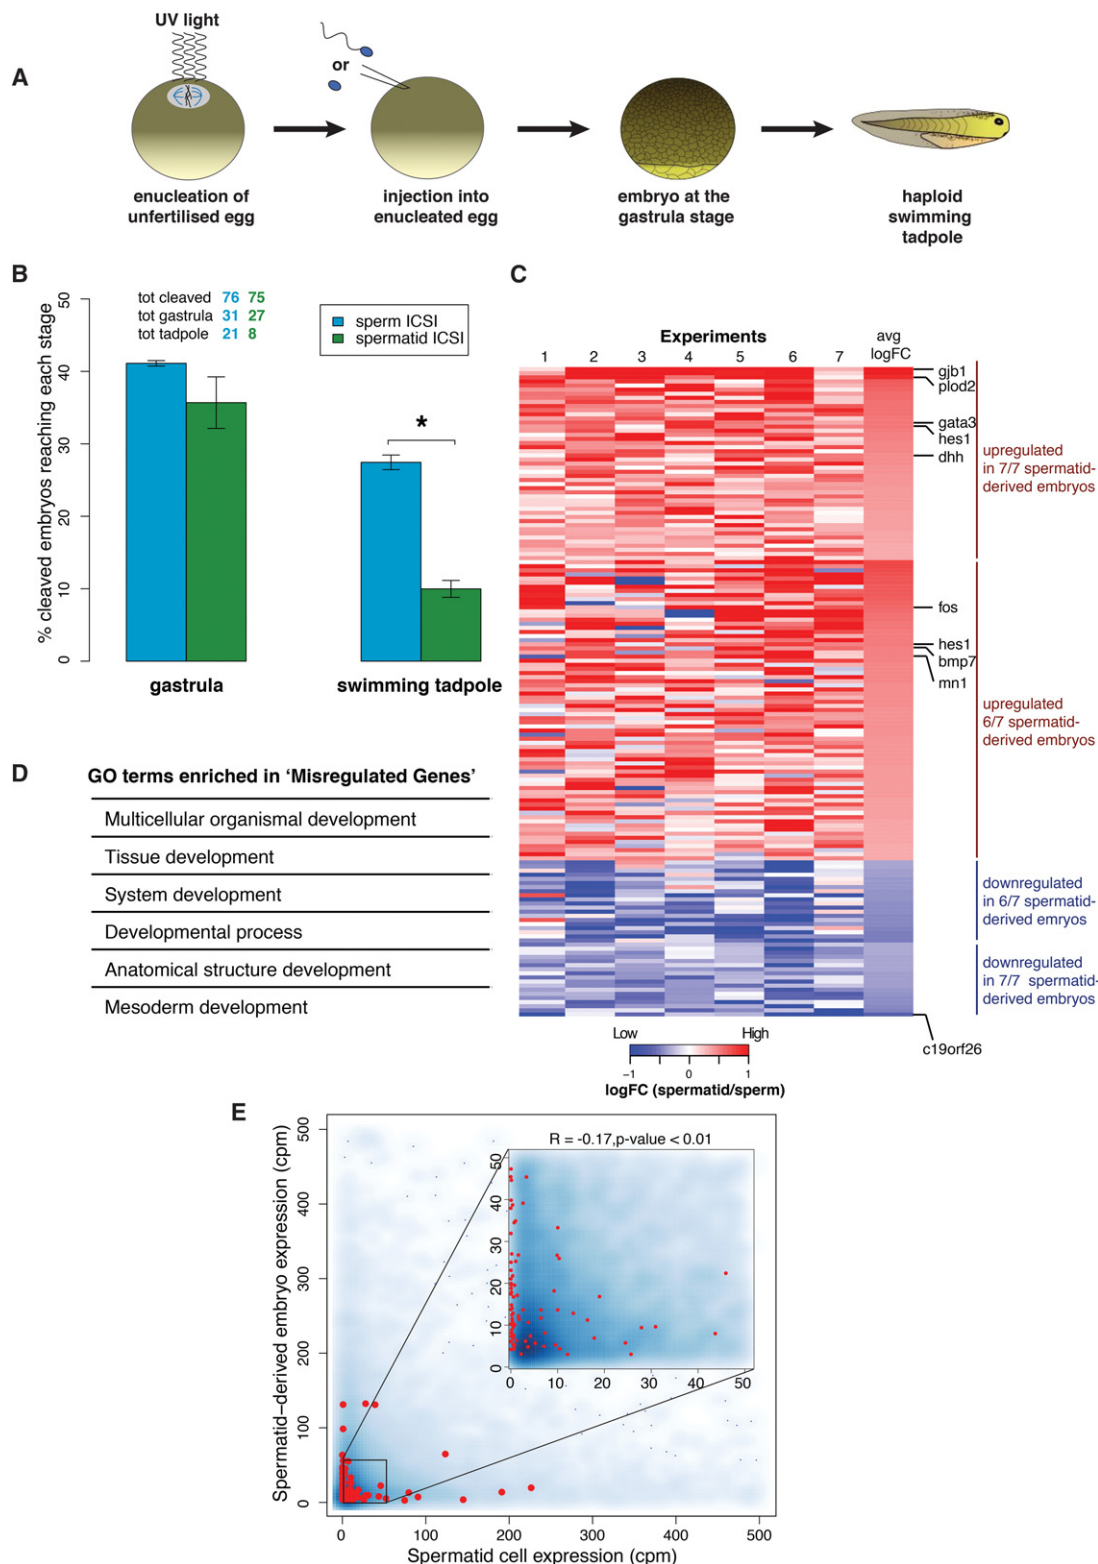 UV light
or
A
enucleation of
unfertilised egg
injection into
enucleated egg
embryo at the
gastrula stage
haploid
swimming
tadpole
B
tot cleaved 76 75
tot gastrula 31 27
tot tadpole 21 8
sperm ICSI
spermatid ICSI
% cleaved embryos reaching each stage
50
40
30
20
10
0
*
gastrula
swimming tadpole
C
Experiments
avg
logFC
1 2 3 4 5 6 7
gjb1
plod2
gata3
hes1
dhh
upregulated
in 7/7 spermatid-
derived embryos
fos
hes1
bmp7
mn1
upregulated
6/7 spermatid-
derived embryos
downregulated
in 6/7 spermatid-
derived emryos
downregulated
in 7/7 spermatid-
derived embryos
c19orf26
Low High
−1 0 1
logFC (spermatid/sperm)
D
GO terms enriched in ‘Misregulated Genes’
Multicellular organismal development
Tissue development
System development
Developmental process
Anatomical structure development
Mesoderm development
E
Spermatid−derived embryo expression (cpm)
500
400
300
200
100
0
R = -0.17,p-value < 0.01
50
40
30
20
10
0
0 10 20 30 40 50
0 100 200 300 400 500
Spermatid cell expression (cpm)